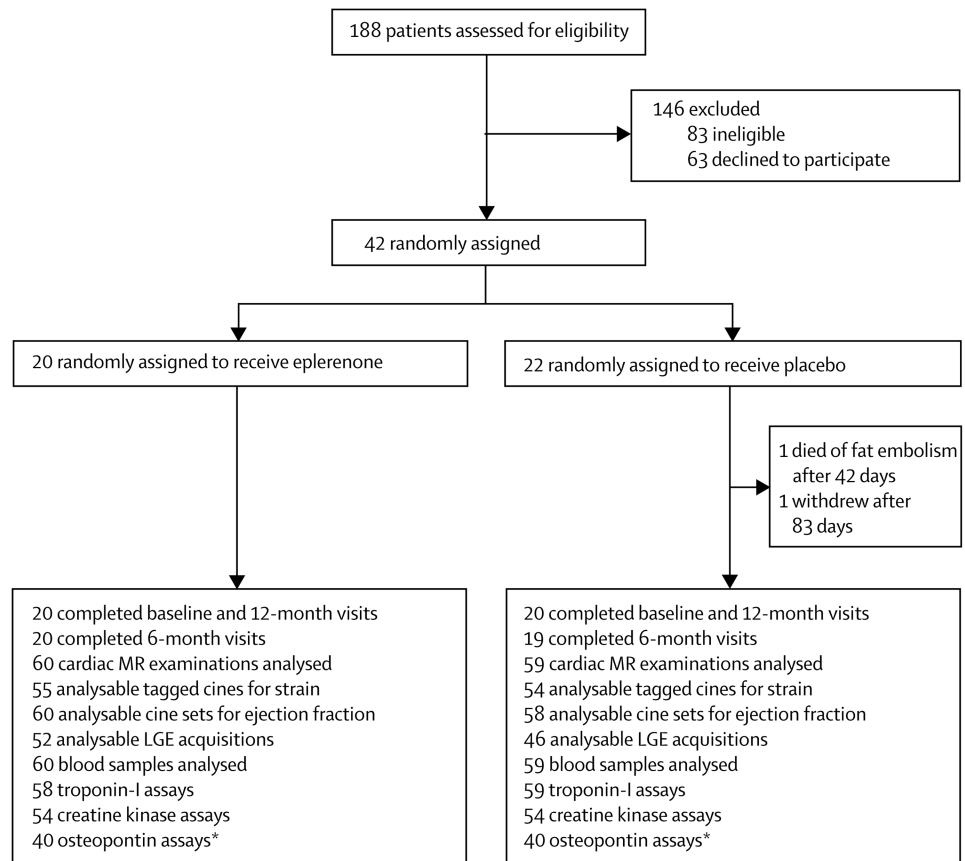 188 patients assessed for eligibility
146 excluded
83 ineligible
63 declined to participate
42 randomly assigned
20 randomly assigned to receive eplerenone
22 randomly assigned to receive placebo
1 died of fat embolism
after 42 days
1 withdrew after
83 days
20 completed baseline and 12-month visits
20 completed 6-month visits
60 cardiac MR examinations analysed
55 analysable tagged cines for strain
60 analysable cine sets for ejection fraction
52 analysable LGE acquisitions
60 blood samples analysed
58 troponin-I assays
54 creatine kinase assays
40 osteopontin assays*
20 completed baseline and 12-month visits
19 completed 6-month visits
59 cardiac MR examinations analysed
54 analysable tagged cines for strain
58 analysable cine sets for ejection fraction
46 analysable LGE acquisitions
59 blood samples analysed
59 troponin-I assays
54 creatine kinase assays
40 osteopontin assays*